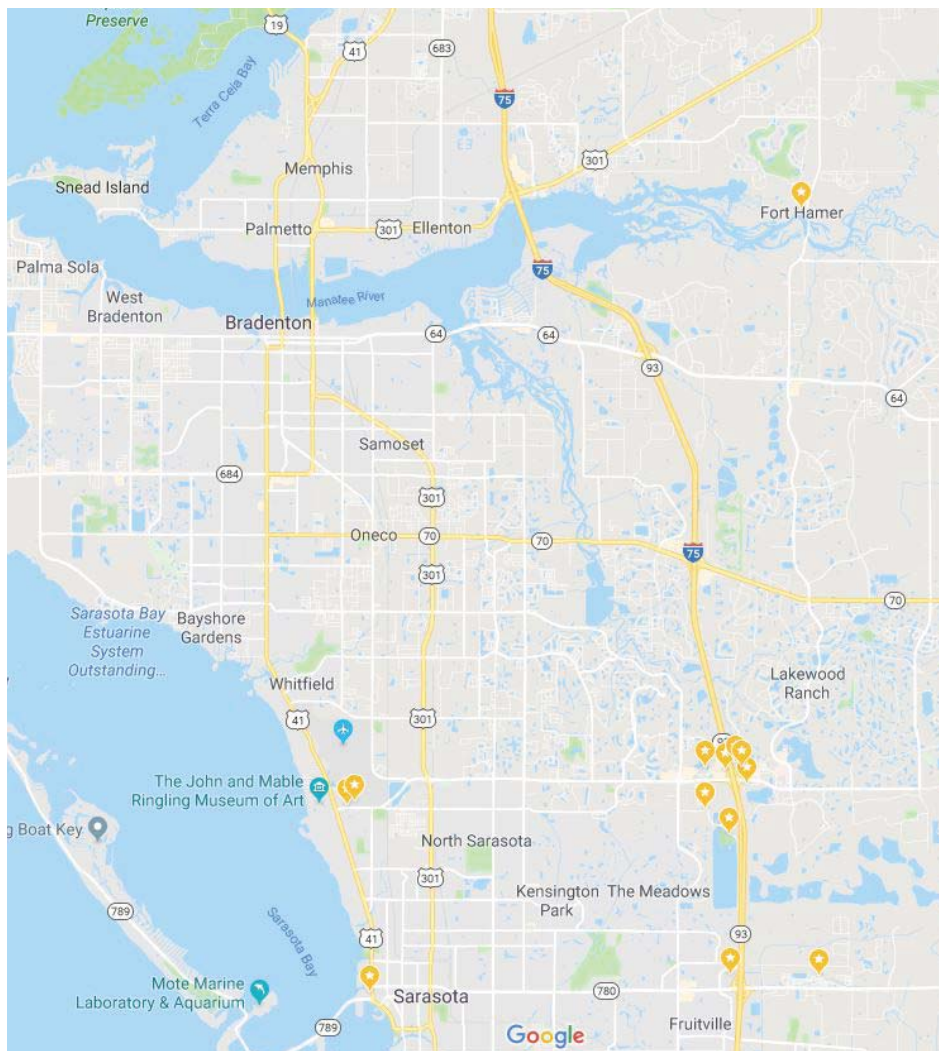 Preserve
19
41
683
Terra Ceia Bay
75
301
Memphis
Snead Island
Fort Hamer
Palmetto
301
Ellenton
75
Palma Sola
Manatee River
West
Bradenton
Bradenton
64
64
93
64
Samoset
684
301
Oneco
70
70
75
301
70
Sarasota Bay
Estuarine
System
Outstanding...
Bayshore
Gardens
Lakewood
Ranch
Whitfield
41
301
The John and Mable
Ringling Museum of Art
g Boat Key
North Sarasota
301
Kensington
Park
The Meadows
789
93
Sarasota Bay
41
Mote Marine
Laboratory & Aquarium
Sarasota
780
789
Fruitville
Google